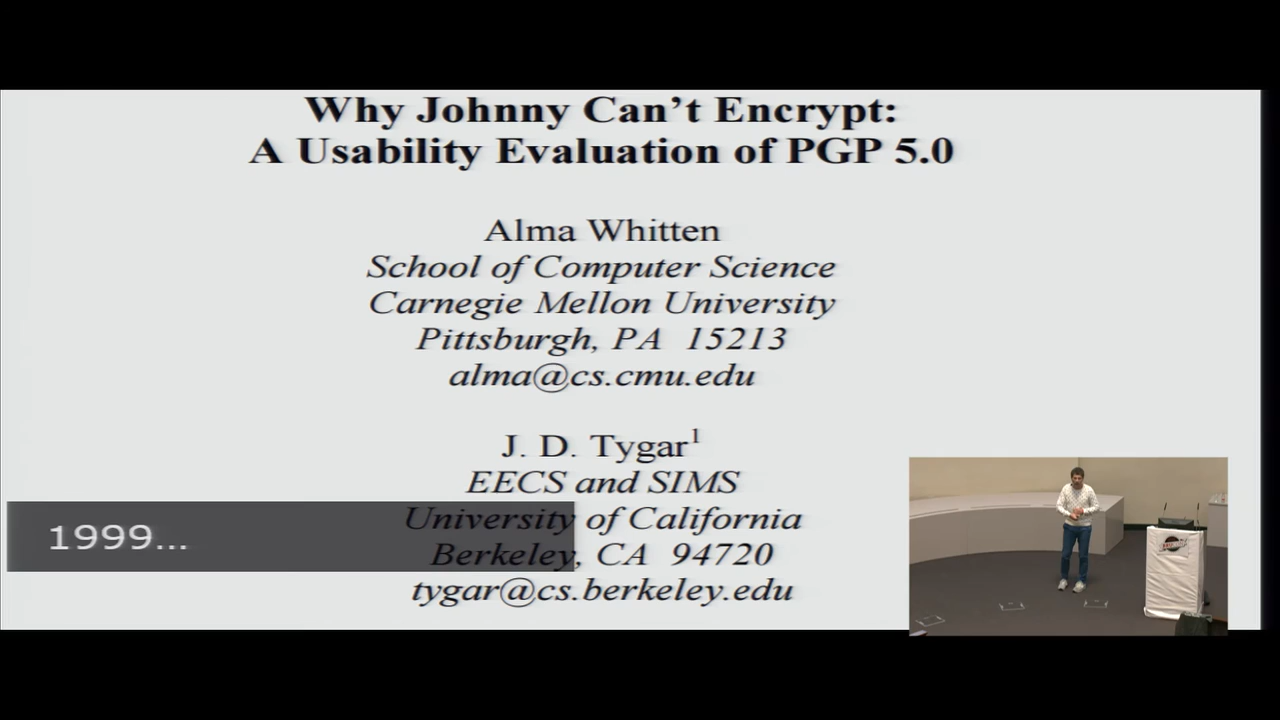 Why Johnny Can't Encrypt:
A Usability Evaluation of PGP 5.0
Alma Whitten
School of Computer Science
Carnegie Mellon University
Pittsburgh, PA 15213
alma@cs.cmu.edu
J. D. Tygar1
EECS and SIMS
University of California
Berkeley, CA 94720
tygar@cs.berkeley.edu
1999...